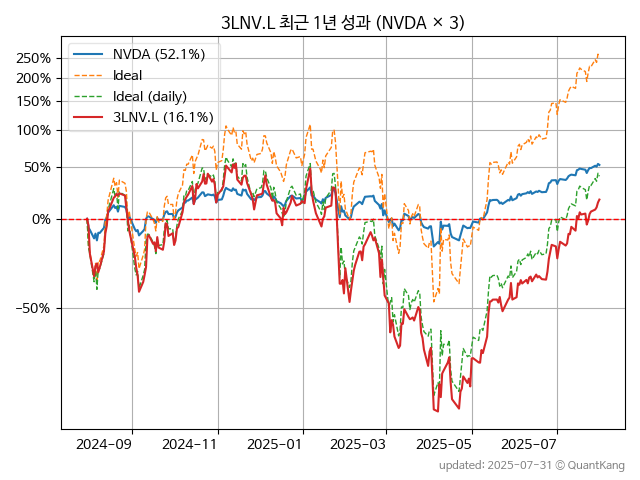 3LNV.L 최근 1년 성과 (NVDA × 3)
NVDA (52.1%)
Ideal
Ideal (daily)
3LNV.L (16.1%)
250%
200%
150%
100%
50%
0%
−50%
2024-09
2024-11
2025-01
2025-03
2025-05
2025-07
updated: 2025-07-31 © QuantKang